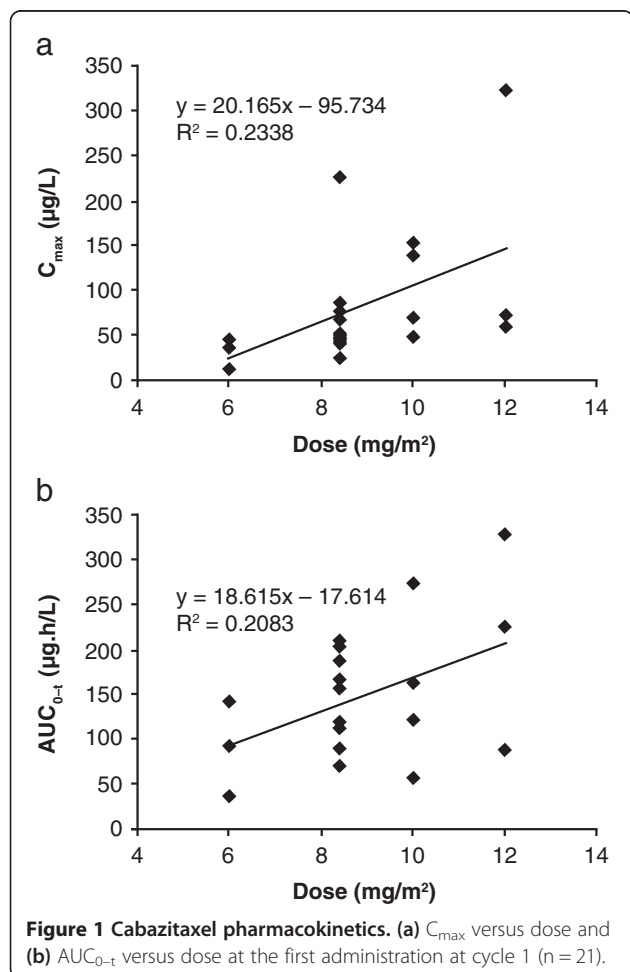 a
350
300
250
200
150
100
50
0
y = 20.165x – 95.734
R² = 0.2338
Cmax (µg/L)
4 6 8 10 12 14
Dose (mg/m²)
b
350
300
250
200
150
100
50
0
y = 18.615x – 17.614
R² = 0.2083
AUC0–t (µg.h/L)
4 6 8 10 12 14
Dose (mg/m²)
Figure 1 Cabazitaxel pharmacokinetics. (a) Cmax versus dose and
(b) AUC0–t versus dose at the first administration at cycle 1 (n = 21).